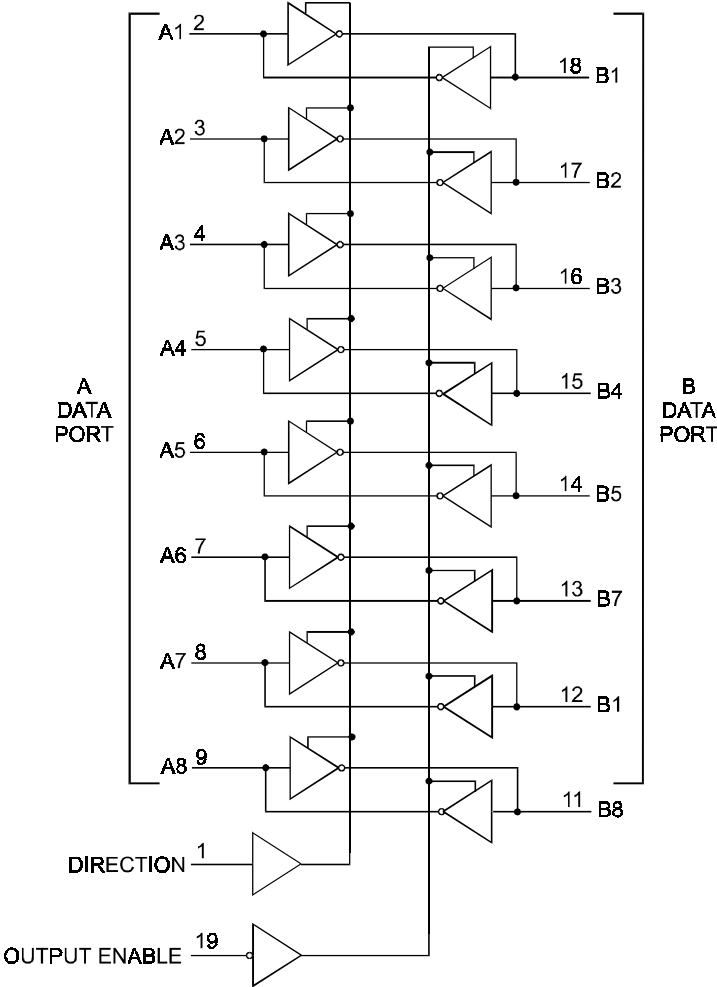 A1 2
18 B1
A2 3
17 B2
A3 4
16 B3
A4 5
15 B4
A
DATA
PORT
B
DATA
PORT
A5 6
14 B5
A6 7
13 B7
A7 8
12 B1
A8 9
11 B8
DIRECTION 1
OUTPUT ENABLE 19